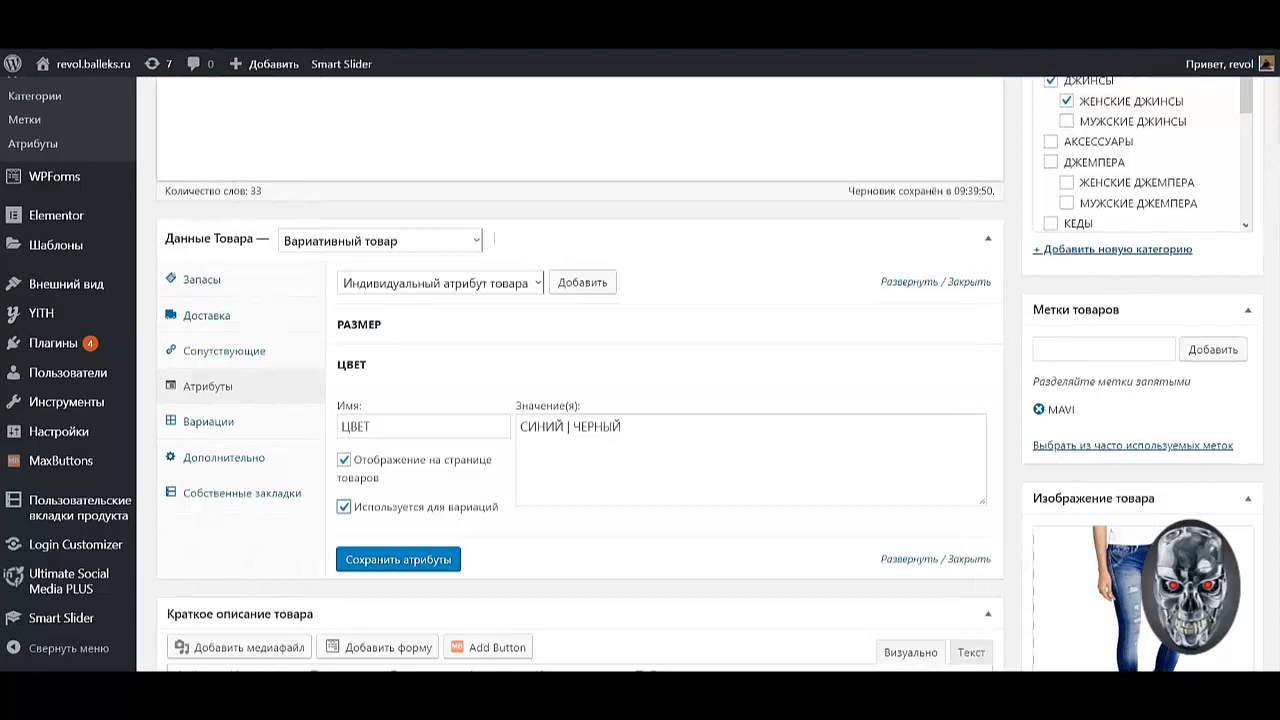 revol.balleks.ru 7 0 Добавить Smart Slider Привет, revol
Категории
Метки
Атрибуты
WPForms
Elementor
Шаблоны
Внешний вид
YITH
Плагины 4
Пользователи
Инструменты
Настройки
MaxButtons
Пользовательские
вкладки продукта
Login Customizer
Ultimate Social
Media PLUS
Smart Slider
Свернуть меню
Количество слов: 33 Черновик сохранён в 09:39:50.
Данные Товара — Вариативный товар
Запасы
Доставка
Сопутствующие
Атрибуты
Вариации
Дополнительно
Собственные закладки
Индивидуальный атрибут товара Добавить Развернуть / Закрыть
РАЗМЕР
ЦВЕТ
Имя: Значение(я):
ЦВЕТ СИНИЙ | ЧЕРНЫЙ
Отображение на странице
товаров
Используется для вариаций
Сохранить атрибуты Развернуть / Закрыть
Краткое описание товара
Добавить медиафайл Добавить форму Add Button Визуально Текст
ДЖИНСЫ
ЖЕНСКИЕ ДЖИНСЫ
МУЖСКИЕ ДЖИНСЫ
АКСЕССУАРЫ
ДЖЕМПЕРА
ЖЕНСКИЕ ДЖЕМПЕРА
МУЖСКИЕ ДЖЕМПЕРА
КЕДЫ
+ Добавить новую категорию
Метки товаров
Добавить
Разделяйте метки запятыми
MAVI
Выбрать из часто используемых меток
Изображение товара